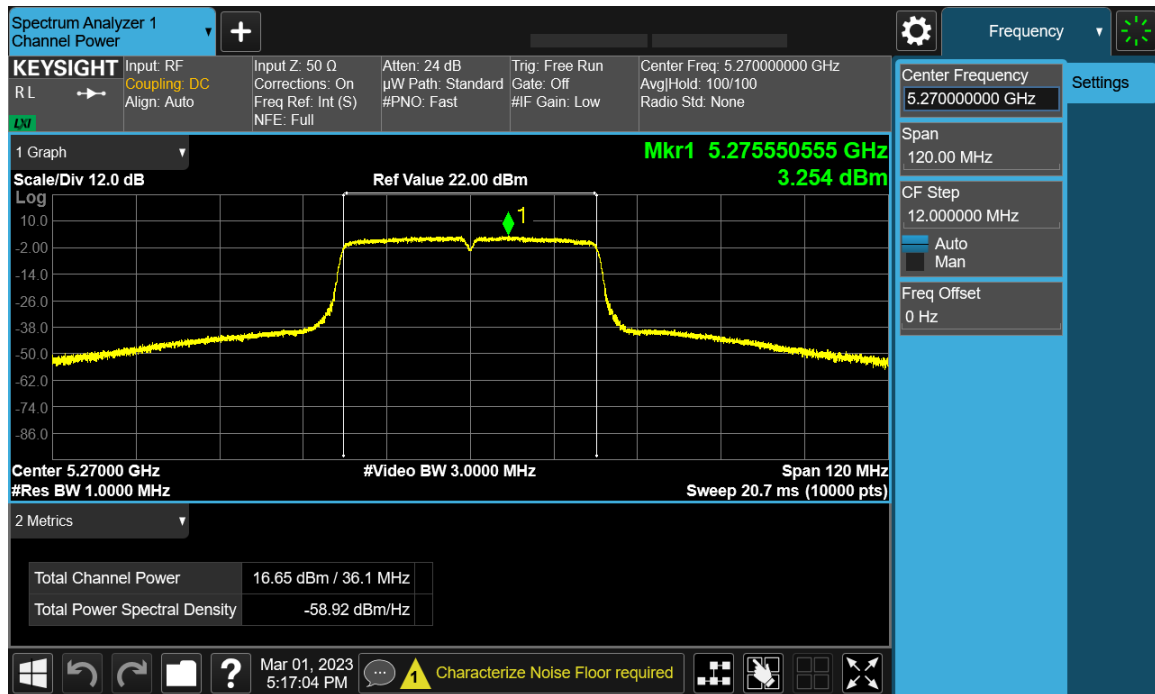 Spectrum Analyzer 1
Channel Power
+
Frequency
KEYSIGHT
R L
LXI
Input: RF
Coupling: DC
Align: Auto
Input Z: 50 Ω
Corrections: On
Freq Ref: Int (S)
NFE: Full
Atten: 24 dB
µW Path: Standard
#PNO: Fast
Trig: Free Run
Gate: Off
#IF Gain: Low
Center Freq: 5.270000000 GHz
Avg|Hold: 100/100
Radio Std: None
Center Frequency
5.270000000 GHz
Settings
Span
120.00 MHz
CF Step
12.000000 MHz
Auto
Man
Freq Offset
0 Hz
1 Graph
Mkr1 5.275550555 GHz
3.254 dBm
Scale/Div 12.0 dB
Ref Value 22.00 dBm
Log
1
10.0
-2.00
-14.0
-26.0
-38.0
-50.0
-62.0
-74.0
-86.0
Center 5.27000 GHz
#Video BW 3.0000 MHz
Span 120 MHz
#Res BW 1.0000 MHz
Sweep 20.7 ms (10000 pts)
2 Metrics
Total Channel Power 16.65 dBm / 36.1 MHz
Total Power Spectral Density -58.92 dBm/Hz
?
Mar 01, 2023
5:17:04 PM
1
Characterize Noise Floor required